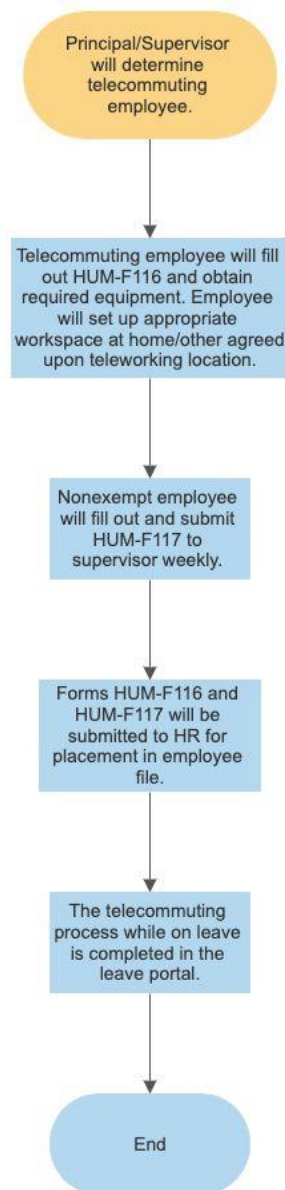 Principal/Supervisor
will determine
telecommuting
employee.
Telecommuting employee will fill
out HUM-F116 and obtain
required equipment. Employee
will set up appropriate
workspace at home/other agreed
upon teleworking location.
Nonexempt employee
will fill out and submit
HUM-F117 to
supervisor weekly.
Forms HUM-F116 and
HUM-F117 will be
submitted to HR for
placement in employee
file.
The telecommuting
process while on leave
is completed in the
leave portal.
End